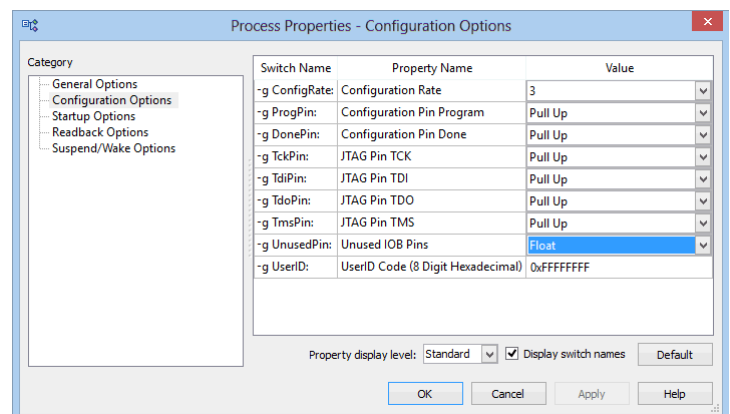 Process Properties - Configuration Options
Category
General Options
Configuration Options
Startup Options
Readback Options
Suspend/Wake Options
Switch Name Property Name Value
-g ConfigRate: Configuration Rate 3
-g ProgPin: Configuration Pin Program Pull Up
-g DonePin: Configuration Pin Done Pull Up
-g TckPin: JTAG Pin TCK Pull Up
-g TdiPin: JTAG Pin TDI Pull Up
-g TdoPin: JTAG Pin TDO Pull Up
-g TmsPin: JTAG Pin TMS Pull Up
-g UnusedPin: Unused IOB Pins Float
-g UserID: UserID Code (8 Digit Hexadecimal) 0xFFFFFFFF
Property display level: Standard Display switch names Default
OK Cancel Apply Help